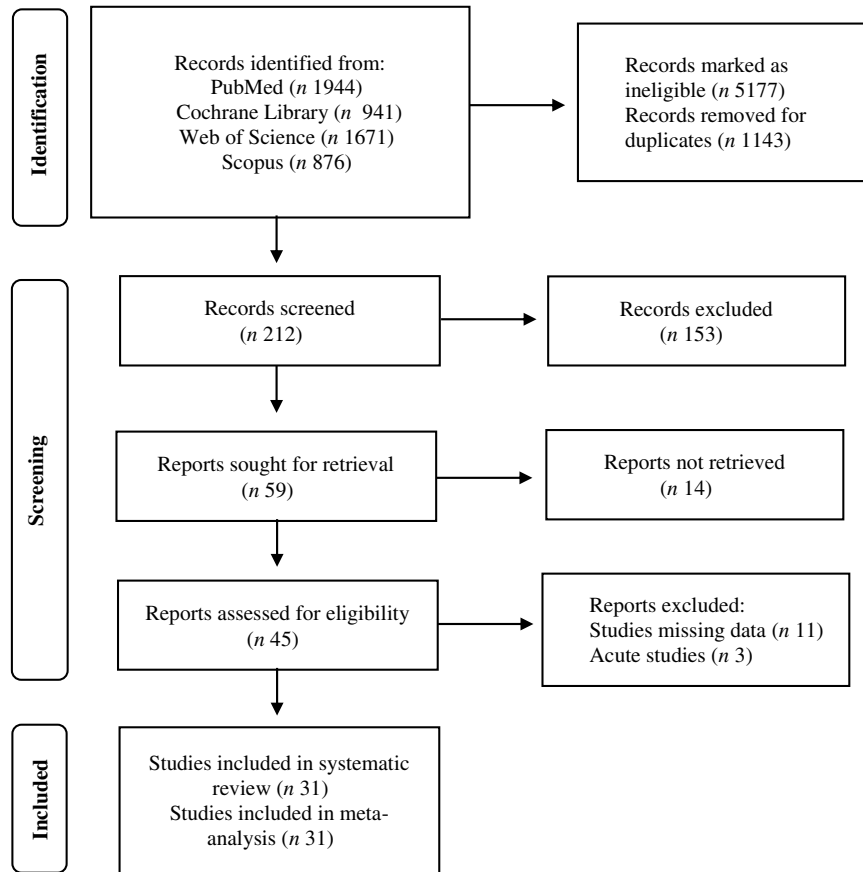 Identification
Records identified from:
PubMed (n 1944)
Cochrane Library (n 941)
Web of Science (n 1671)
Scopus (n 876)
Records marked as
ineligible (n 5177)
Records removed for
duplicates (n 1143)
Screening
Records screened
(n 212)
Records excluded
(n 153)
Reports sought for retrieval
(n 59)
Reports not retrieved
(n 14)
Reports assessed for eligibility
(n 45)
Reports excluded:
Studies missing data (n 11)
Acute studies (n 3)
Included
Studies included in systematic
review (n 31)
Studies included in meta-
analysis (n 31)